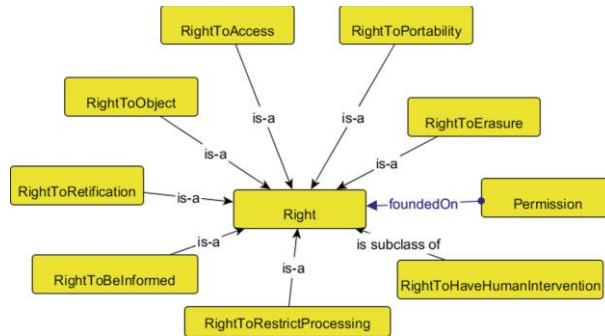 RightToAccess
RightToPortability
is-a
is-a
RightToObject
is-a
RightToErasure
is-a
RightToRetification
is-a
Right
foundedOn
Permission
is-a
is subclass of
RightToBeInformed
is-a
RightToHaveHumanIntervention
RightToRestrictProcessing